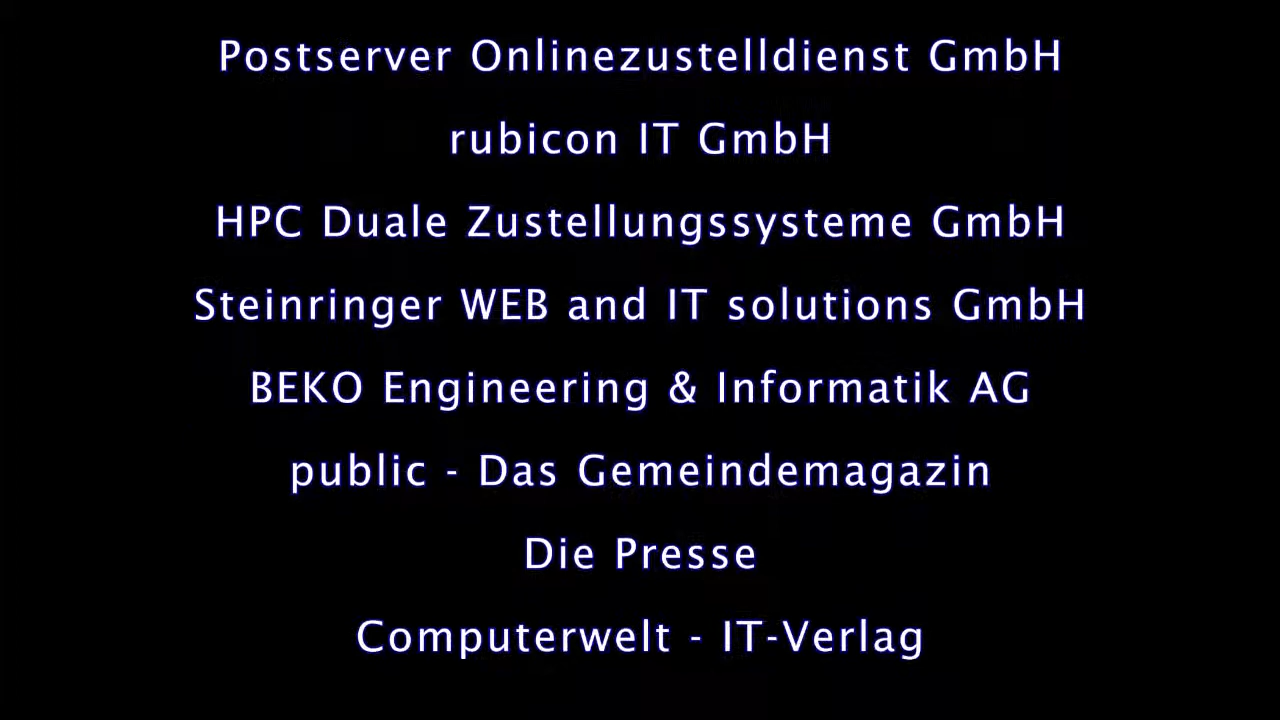 Postserver Onlinezustelldienst GmbH
rubicon IT GmbH
HPC Duale Zustellungssysteme GmbH
Steinringer WEB and IT solutions GmbH
BEKO Engineering & Informatik AG
public - Das Gemeindemagazin
Die Presse
Computerwelt - IT-Verlag